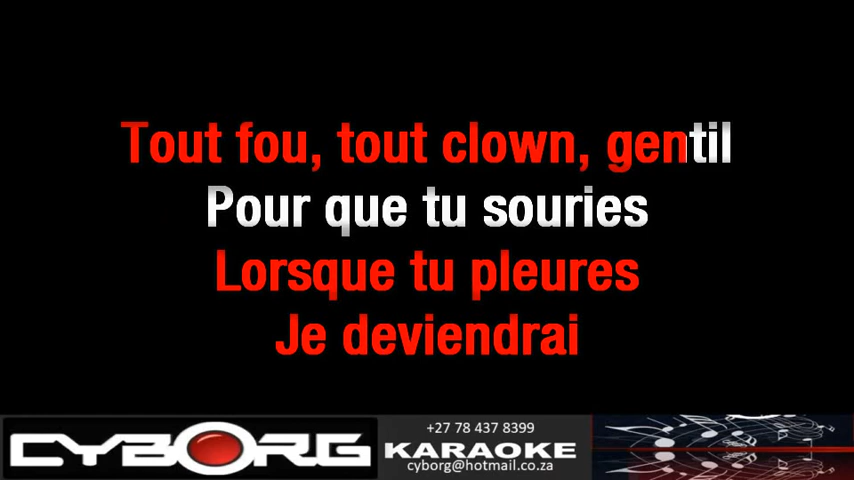 Tout fou, tout clown, gentil
Pour que tu souries
Lorsque tu pleures
Je deviendrai
CYBORG
+27 78 437 8399
KARAOKE
cyborg@hotmail.co.za